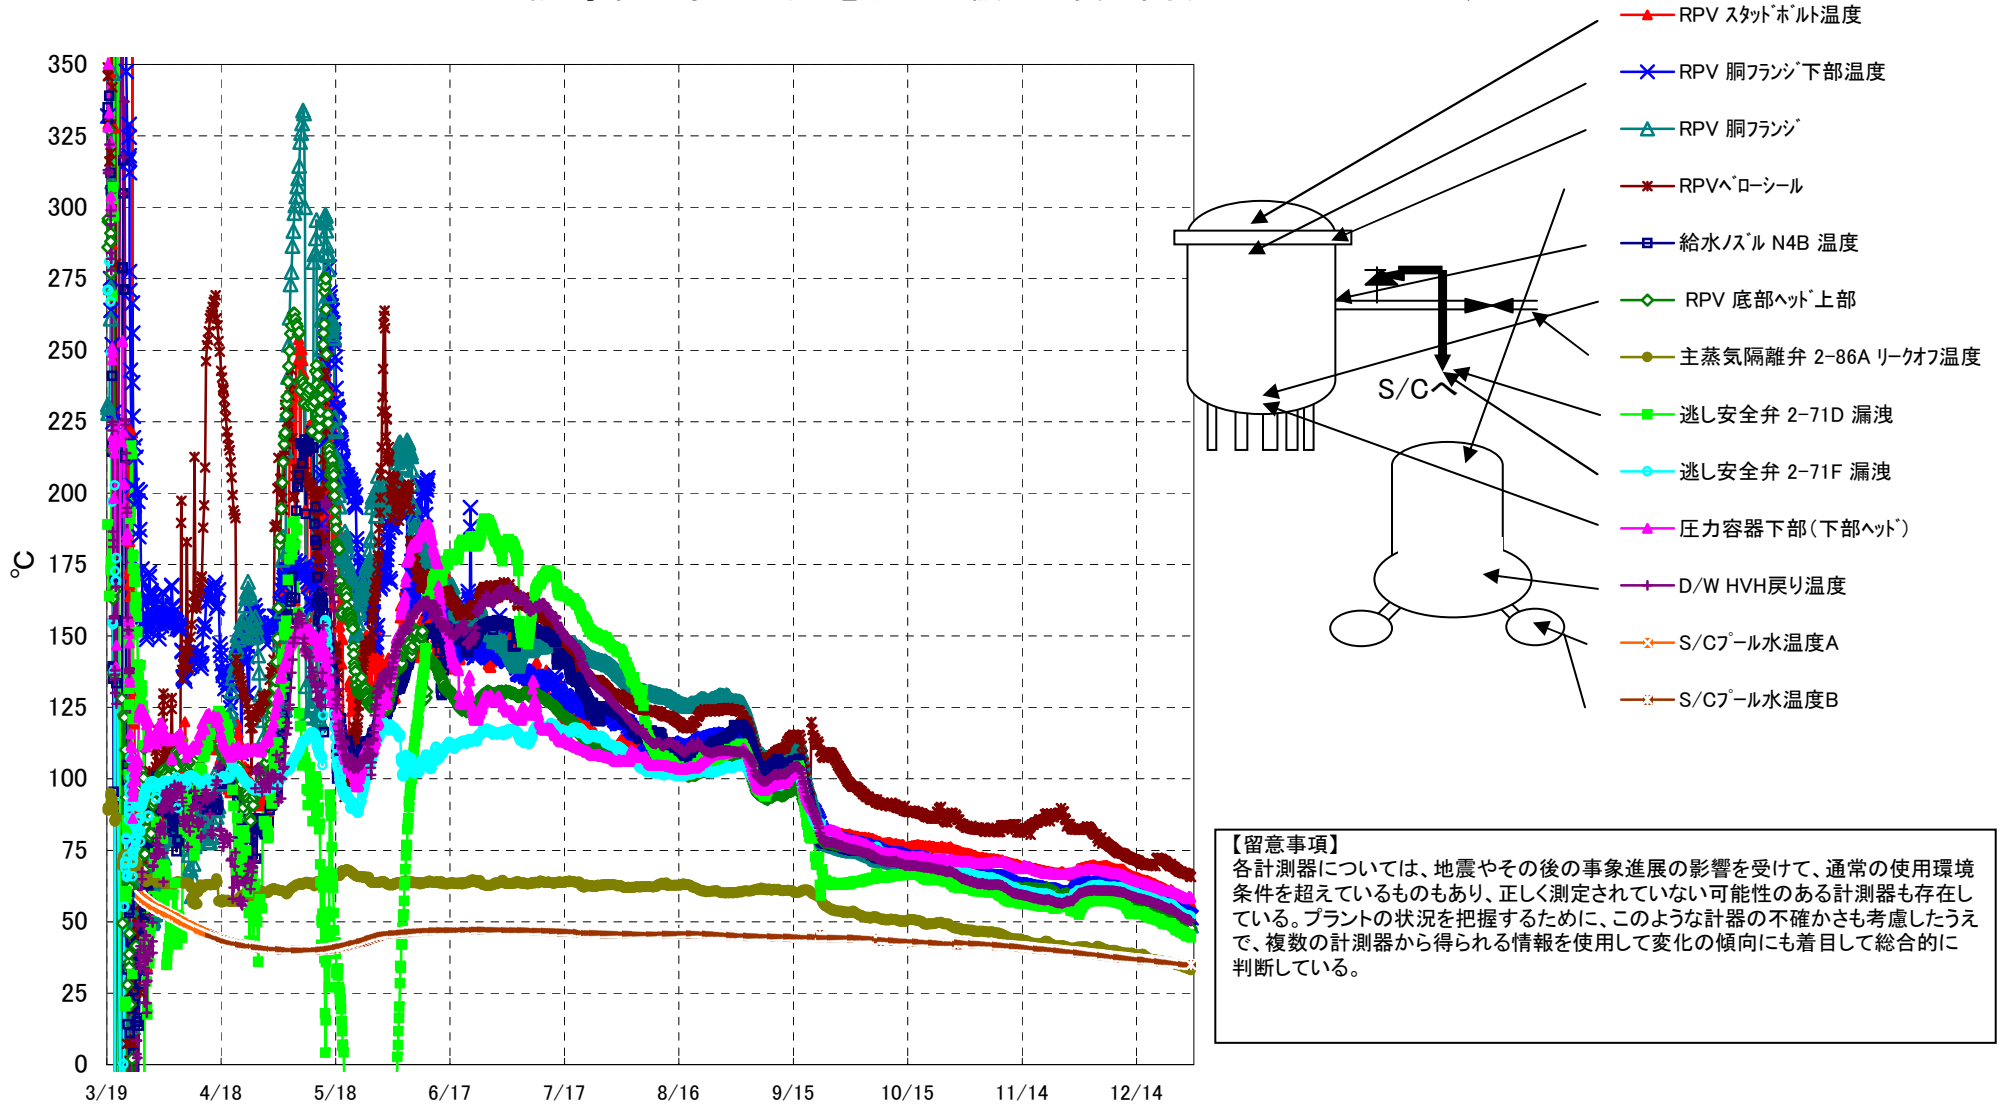 RPV スタッドボルト温度
RPV 胴フランジ下部温度
RPV 胴フランジ
RPVベローシール
給水ノズル N4B 温度
RPV 底部ヘッド上部
主蒸気隔離弁 2-86A リークオフ温度
逃し安全弁 2-71D 漏洩
逃し安全弁 2-71F 漏洩
圧力容器下部(下部ヘッド)
D/W HVH戻り温度
S/Cプール水温度A
S/Cプール水温度B
350
325
300
275
250
225
200
175
150
125
100
75
50
25
0
℃
3/19 4/18 5/18 6/17 7/17 8/16 9/15 10/15 11/14 12/14
S/Cへ
【留意事項】
各計測器については、地震やその後の事象進展の影響を受けて、通常の使用環境
条件を超えているものもあり、正しく測定されていない可能性のある計測器も存在し
ている。プラントの状況を把握するために、このような計器の不確かさも考慮したうえ
で、複数の計測器から得られる情報を使用して変化の傾向にも着目して総合的に
判断している。